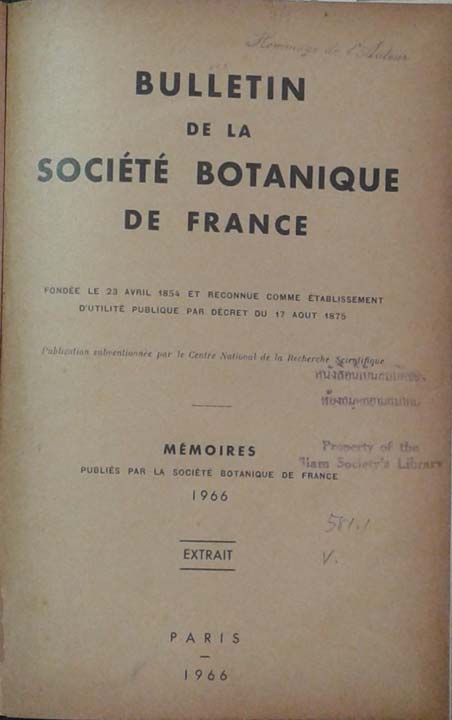 Hommage de l'Auteur
BULLETIN
DE LA
SOCIÉTÉ BOTANIQUE
DE FRANCE
FONDÉE LE 23 AVRIL 1854 ET RECONNUE COMME ÉTABLISSEMENT
D'UTILITÉ PUBLIQUE PAR DÉCRET DU 17 AOUT 1875
Publication subventionnée par le Centre National de la Recherche Scientifique
MÉMOIRES
Property of the
PUBLIÉS PAR LA SOCIÉTÉ BOTANIQUE DE FRANCE
Siam Society's Library
1966
581.1
EXTRAIT
V.
PARIS
1966